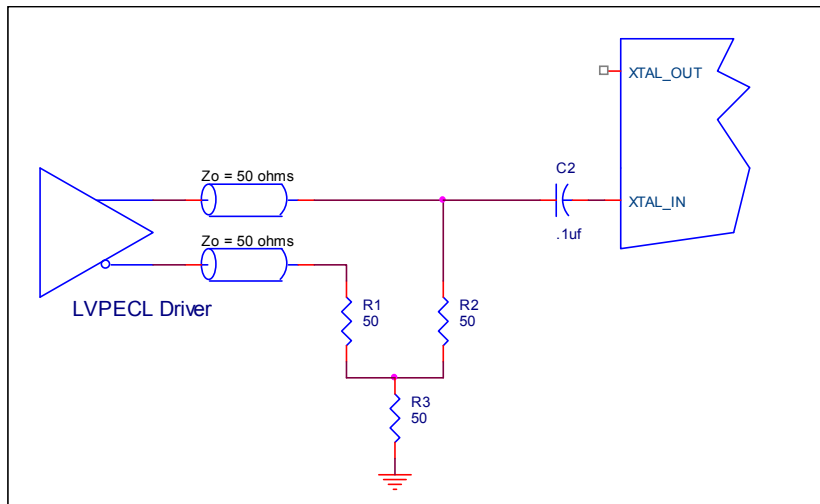 XTAL_OUT
Zo = 50 ohms
C2
XTAL_IN
.1uf
Zo = 50 ohms
LVPECL Driver
R1
50
R2
50
R3
50